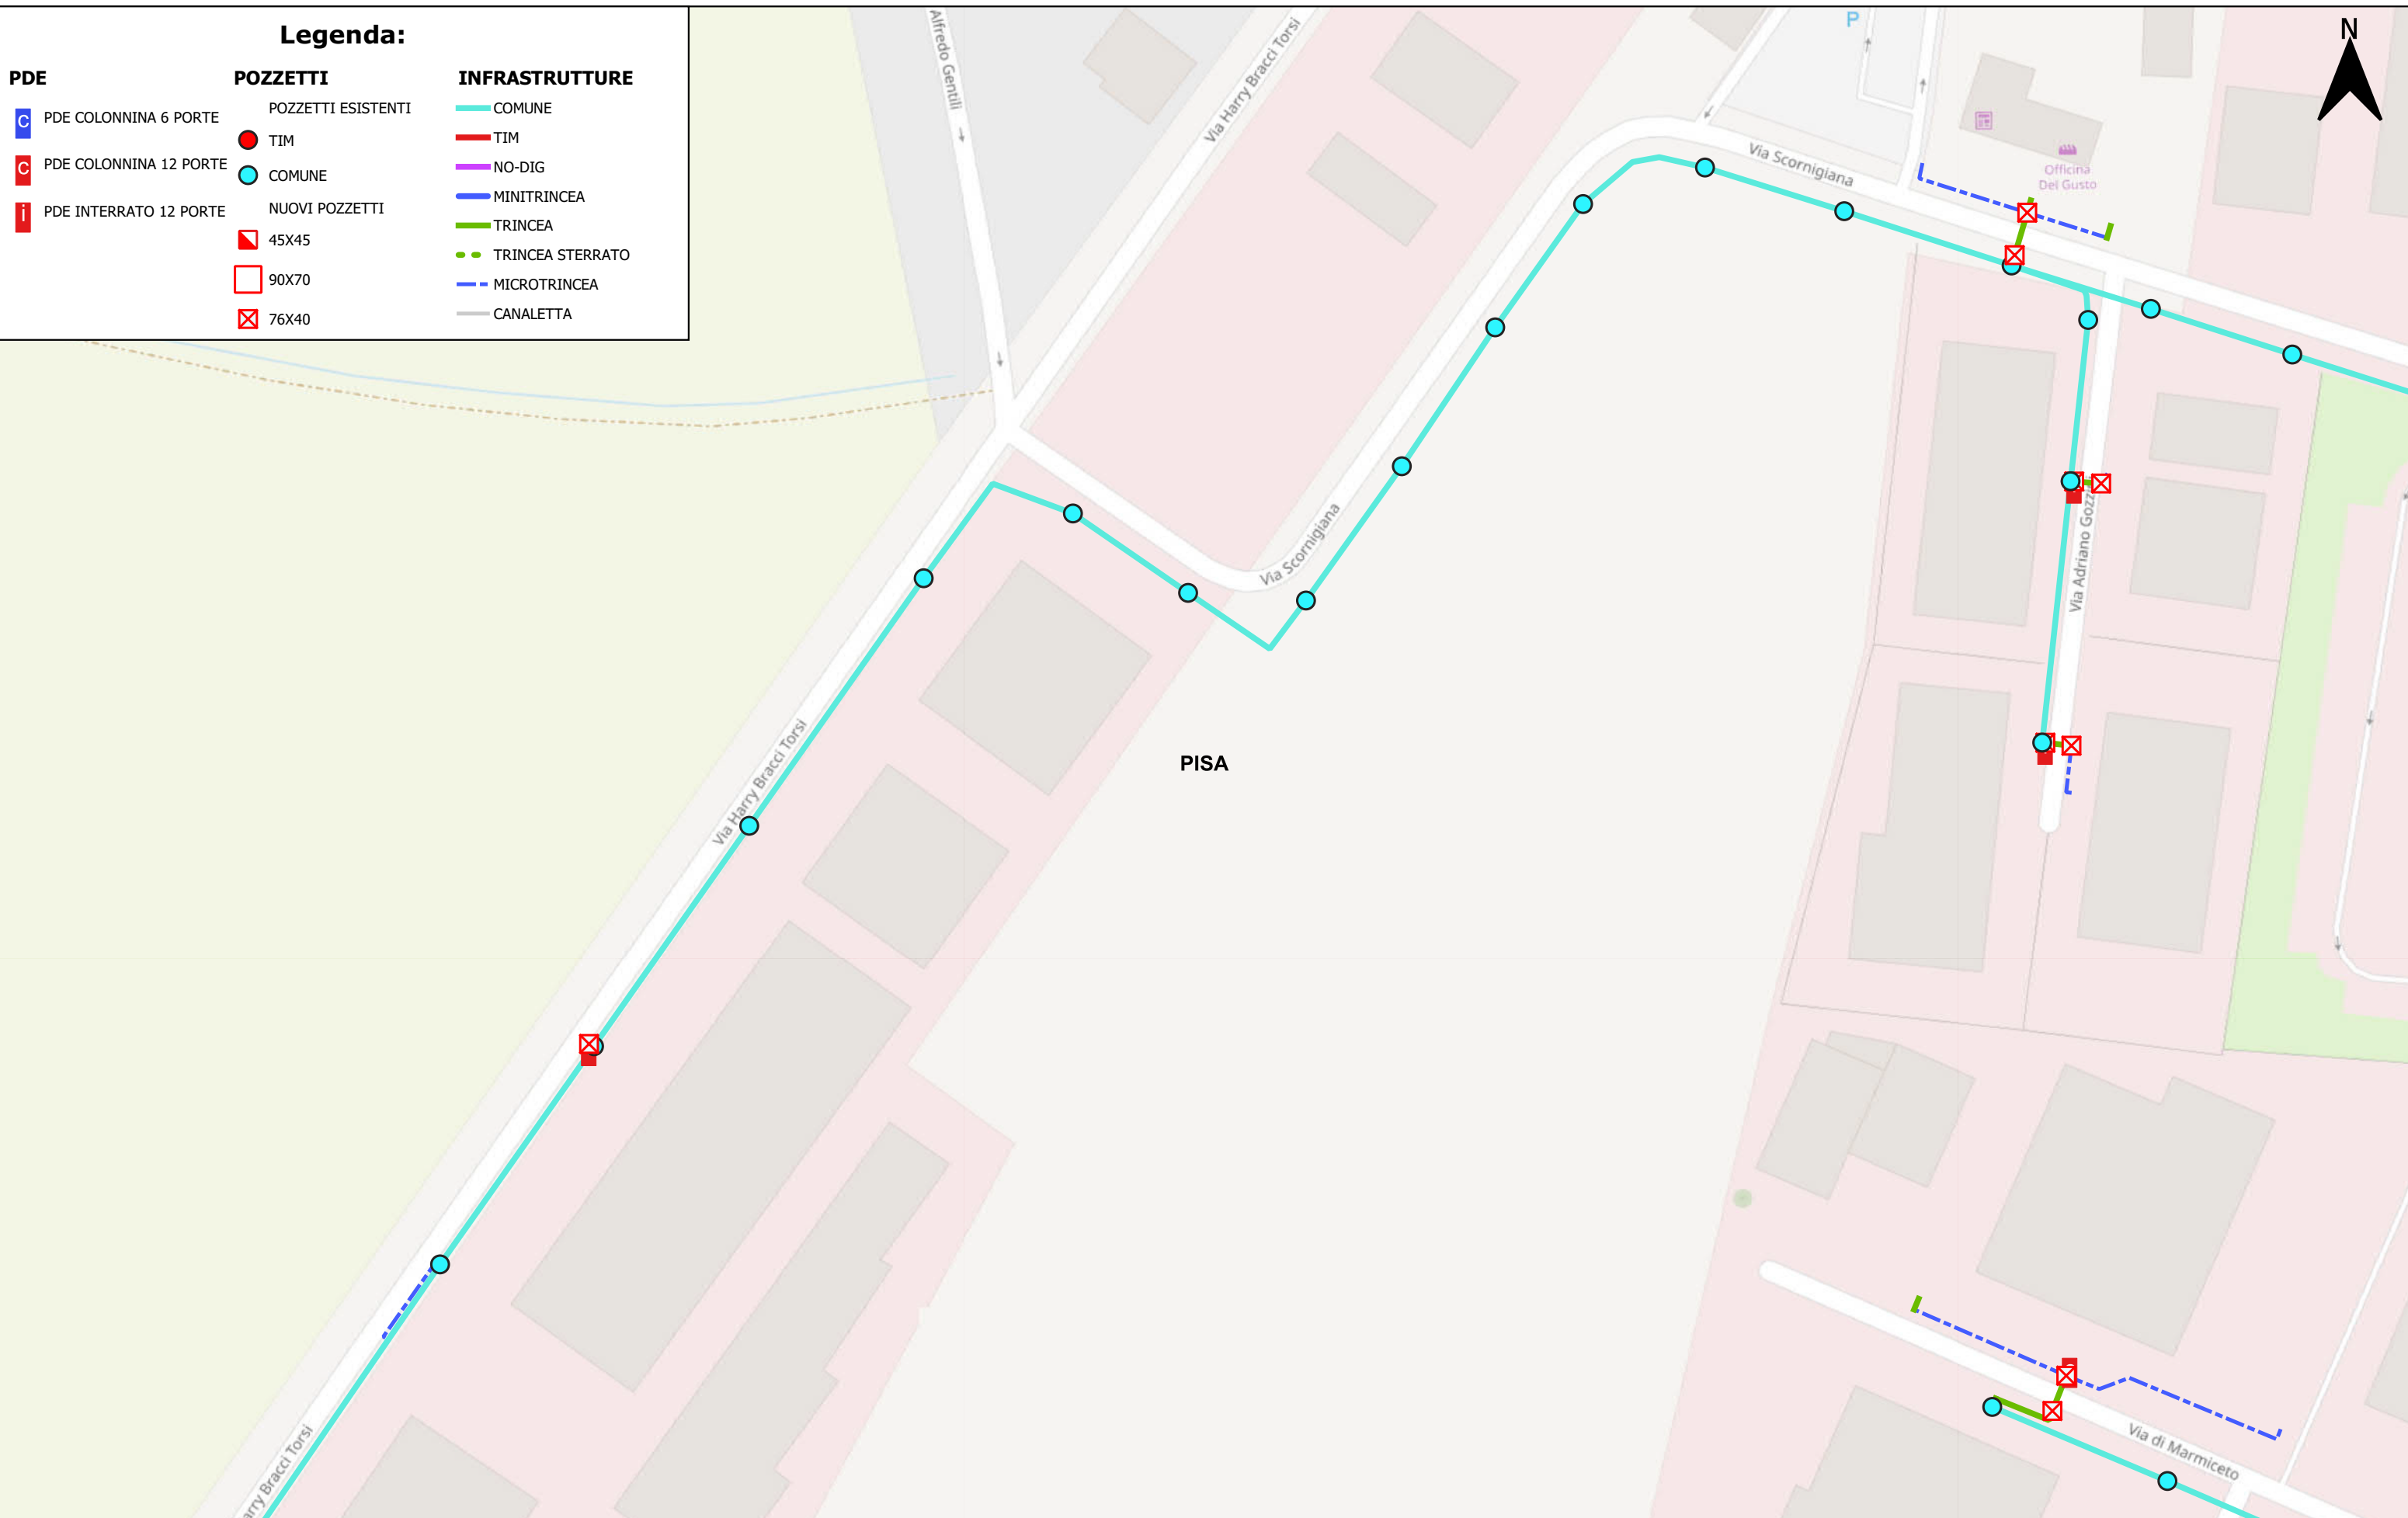 Legenda:
PDE
C PDE COLONNINA 6 PORTE
C PDE COLONNINA 12 PORTE
i PDE INTERRATO 12 PORTE
POZZETTI
POZZETTI ESISTENTI
TIM
COMUNE
NUOVI POZZETTI
45X45
90X70
76X40
INFRASTRUTTURE
COMUNE
TIM
NO-DIG
MINITRINCEA
TRINCEA
TRINCEA STERRATO
MICROTRINCEA
CANALETTA
Alfredo Gentili
Via Harry Bracci Torsi
P
N
Via Scornigiana
Officina
Del Gusto
Via Scornigiana
Via Adriano Gozz
Via Harry Bracci Torsi
PISA
arry Bracci Torsi
Via di Marmiceto